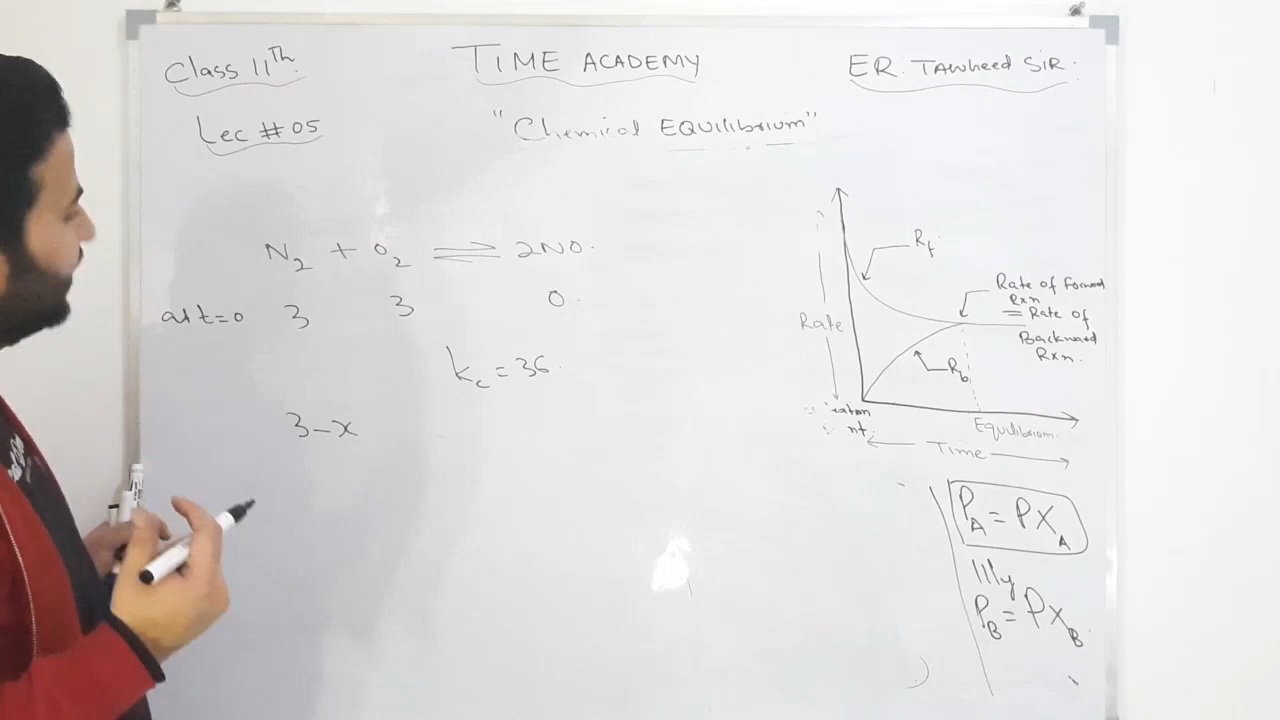 Class 11Th
TIME ACADEMY
ER. TAWHEED SIR.
Lec # 05
"Chemical EQUilibrium"
N2 + O2 ⇌ 2NO.
at t=0 3 3 0.
kc = 36.
3-x
Rf
Rate of Forward
Rxn
= Rate of
Backward
Rxn.
Rate
Rb
Equilibrium
Time
PA = PXA
lllly
PB = PXB